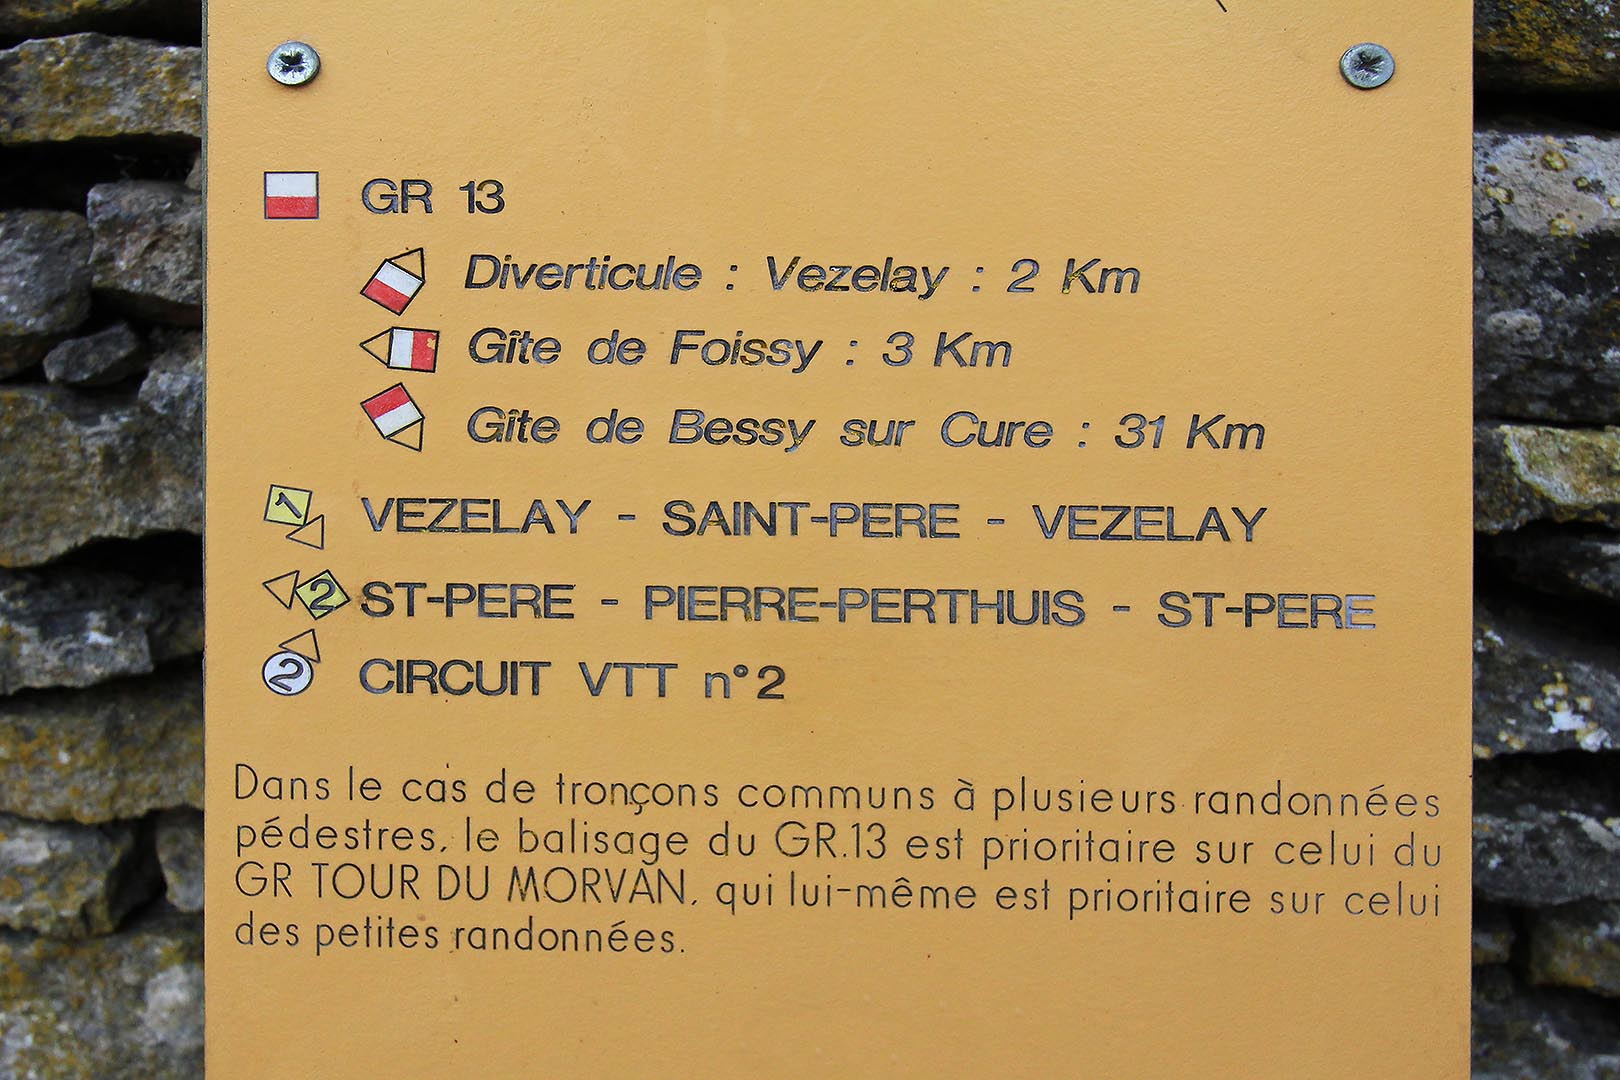 GR 13
Diverticule : Vezelay : 2 Km
Gîte de Foissy : 3 Km
Gîte de Bessy sur Cure : 31 Km
1 VEZELAY - SAINT-PERE - VEZELAY
2 ST-PERE - PIERRE-PERTHUIS - ST-PERE
2 CIRCUIT VTT n°2
Dans le cas de tronçons communs à plusieurs randonnées
pédestres, le balisage du GR.13 est prioritaire sur celui du
GR TOUR DU MORVAN, qui lui-même est prioritaire sur celui
des petites randonnées.